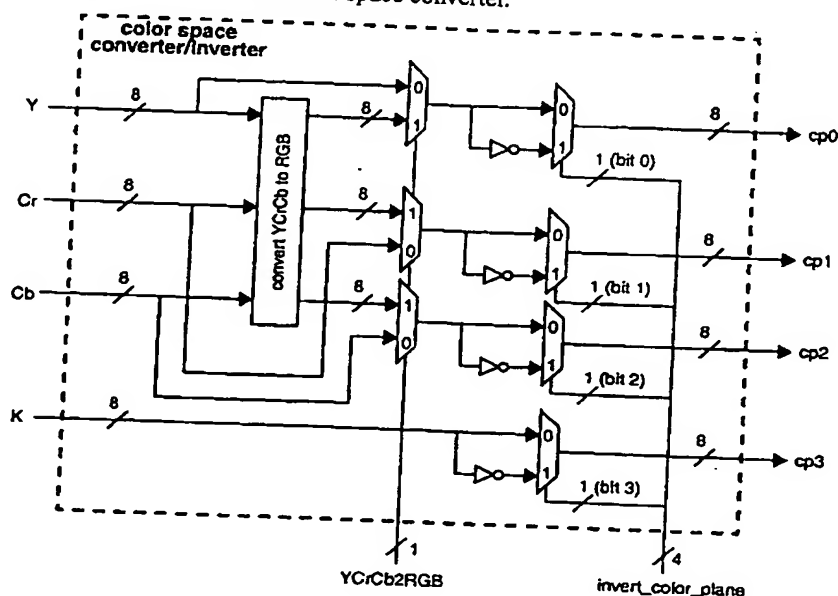 space converter.
color space
converter/inverter
Y
8
convert YCrCb to RGB
0
1
8
0
1
8
cp0
1 (bit 0)
Cr
8
8
1
0
0
1
8
cp1
1 (bit 1)
Cb
8
8
1
0
0
1
8
cp2
1 (bit 2)
K
8
0
1
8
cp3
1 (bit 3)
1
4
YCrCb2RGB
invert_color_plane